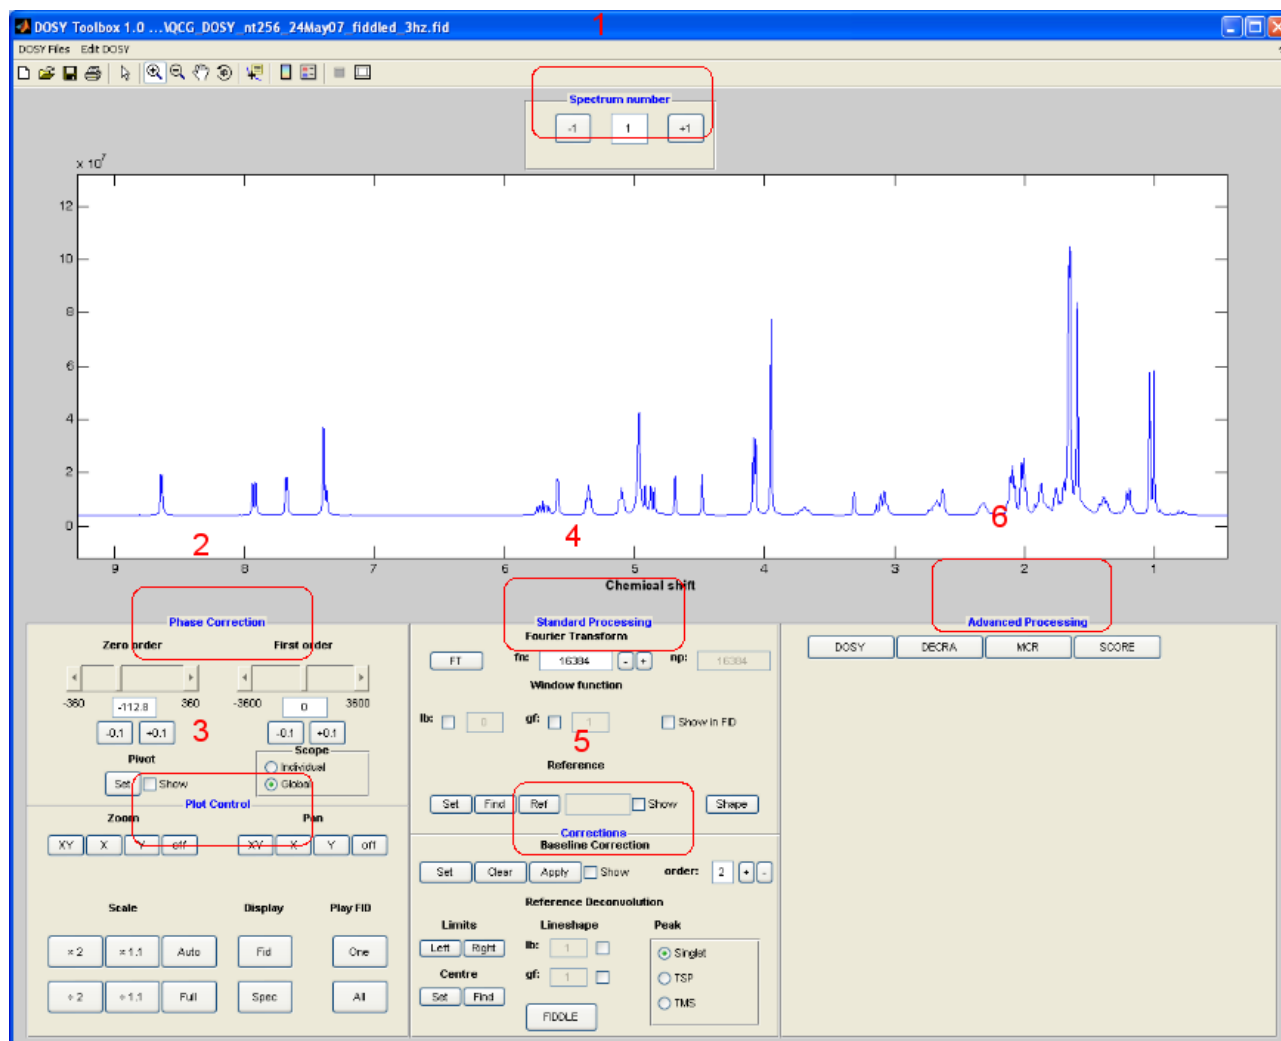 DOSY Toolbox 1.0 ...\QCG_DOSY_nt256_24May07_fiddled_3hz.fid
1
DOSY Files Edit DOSY
Spectrum number
-1 1 +1
x 10^7
12
10
8
6
4
2
0
2 4 6
9 8 7 6 5 4 3 2 1
Chemical shift
Phase Correction
Zero order First order
-360 -112.8 360 -3600 0 3600
-0.1 +0.1 -0.1 +0.1
3
Pivot
Set Show
Scope
Individual
Global
Plot Control
Zoom Pan
XY X Y off XY X Y off
Scale Display Play FID
× 2 × 1.1 Auto Fid One
÷ 2 ÷ 1.1 Full Spec All
Standard Processing
Fourier Transform
FT fn: 16384 - + np: 16384
Window function
lb: 0 gf: 1 Show in FID
5
Reference
Set Find Ref Show Shape
Corrections
Baseline Correction
Set Clear Apply Show order: 2 + -
Reference Deconvolution
Limits Lineshape Peak
Left Right lb: 1 Singlet
Centre gf: 1 TSP
Set Find TMS
FIDDLE
Advanced Processing
DOSY DECRA MCR SCORE